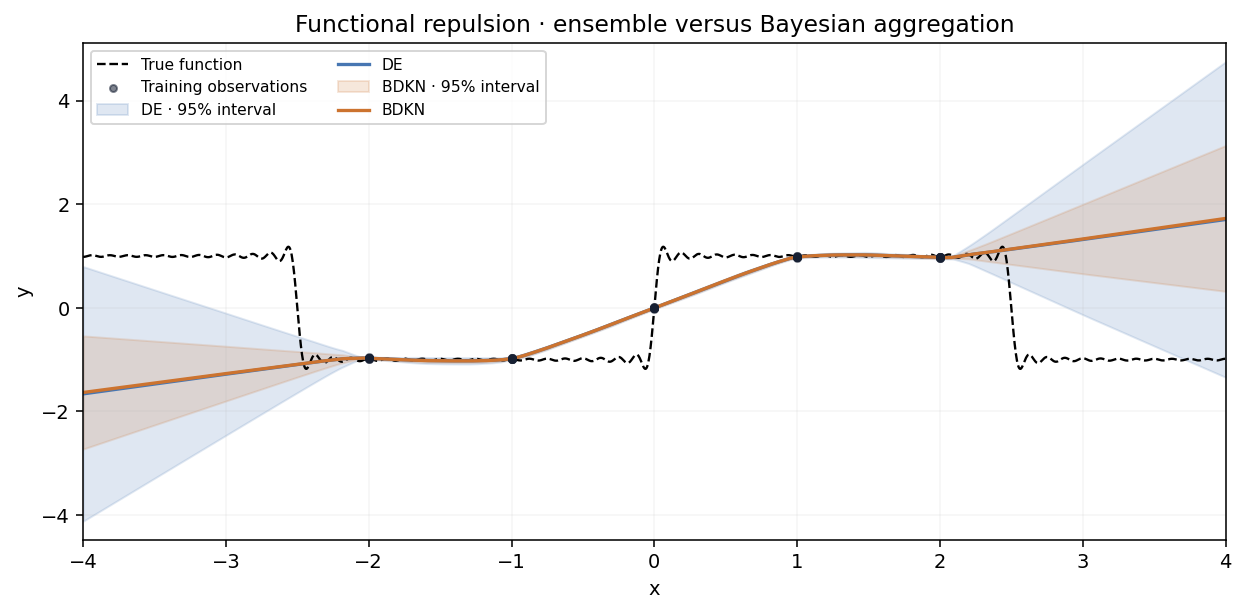 Functional repulsion · ensemble versus Bayesian aggregation
True function
Training observations
DE · 95% interval
DE
BDKN · 95% interval
BDKN
y
4
2
0
−2
−4
−4
−3
−2
−1
0
1
2
3
4
x